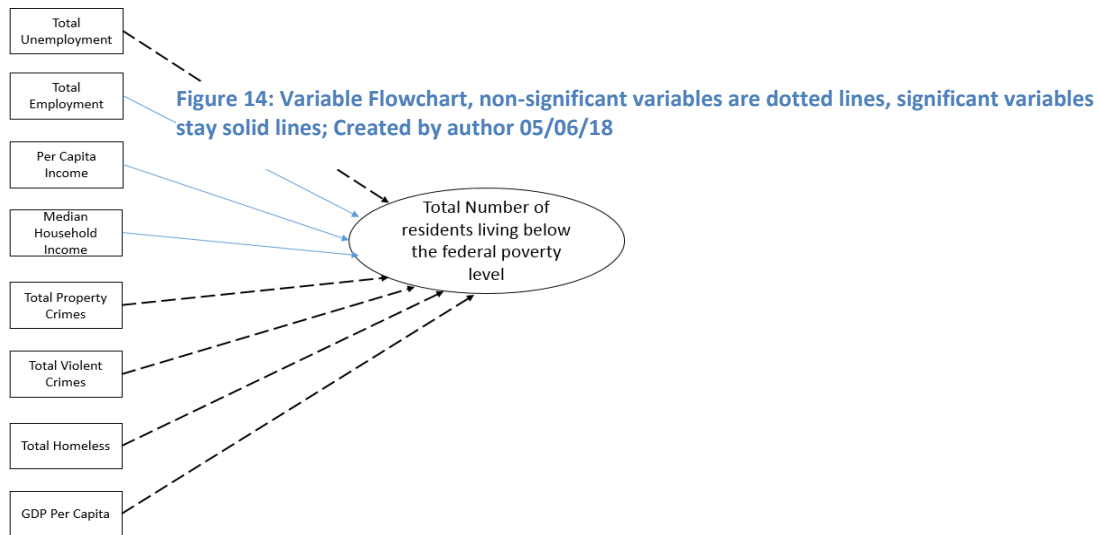 Total
Unemployment
Total
Employment
Figure 14: Variable Flowchart, non-significant variables are dotted lines, significant variables
stay solid lines; Created by author 05/06/18
Per Capita
Income
Median
Household
Income
Total Number of
residents living below
the federal poverty
level
Total Property
Crimes
Total Violent
Crimes
Total Homeless
GDP Per Capita